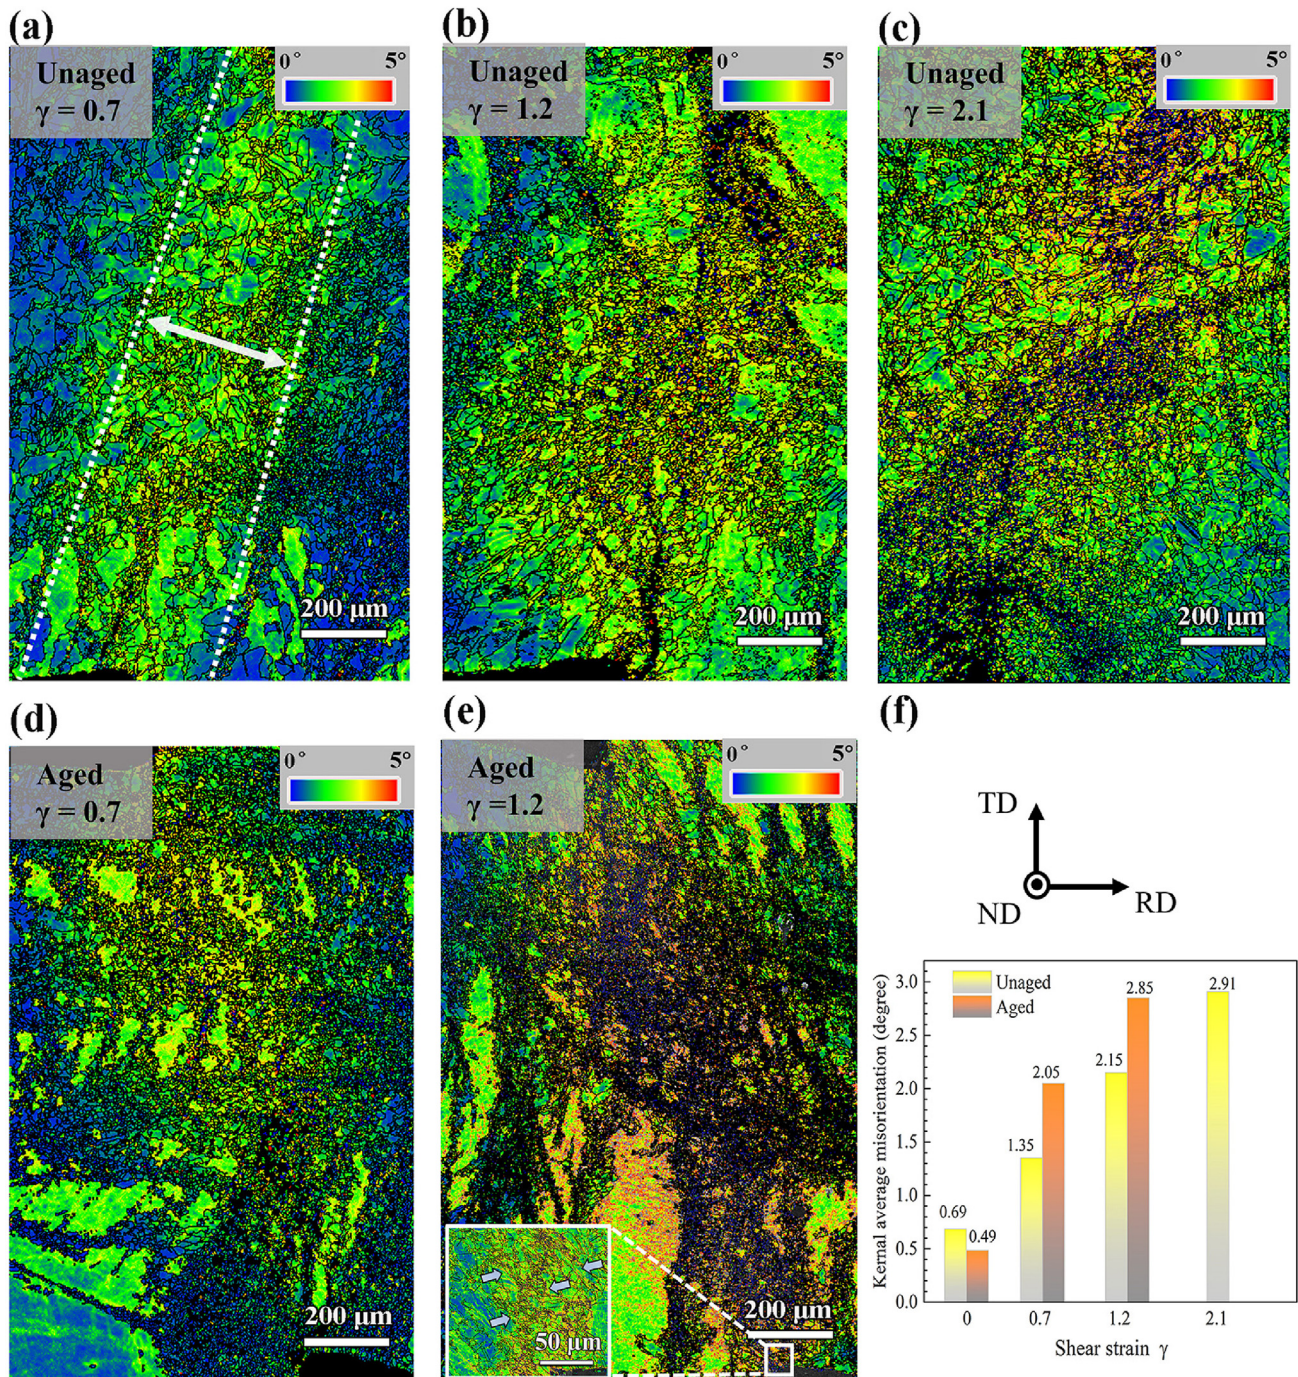 (a)
Unaged
γ = 0.7
0° 5°
200 μm
(b)
Unaged
γ = 1.2
0° 5°
200 μm
(c)
Unaged
γ = 2.1
0° 5°
200 μm
(d)
Aged
γ = 0.7
0° 5°
200 μm
(e)
Aged
γ =1.2
0° 5°
50 μm
200 μm
(f)
TD
ND
RD
Kernal average misorientation (degree)
3.0
2.5
2.0
1.5
1.0
0.5
0.0
Unaged
Aged
0.69
0.49
1.35
2.05
2.15
2.85
2.91
0 0.7 1.2 2.1
Shear strain γ